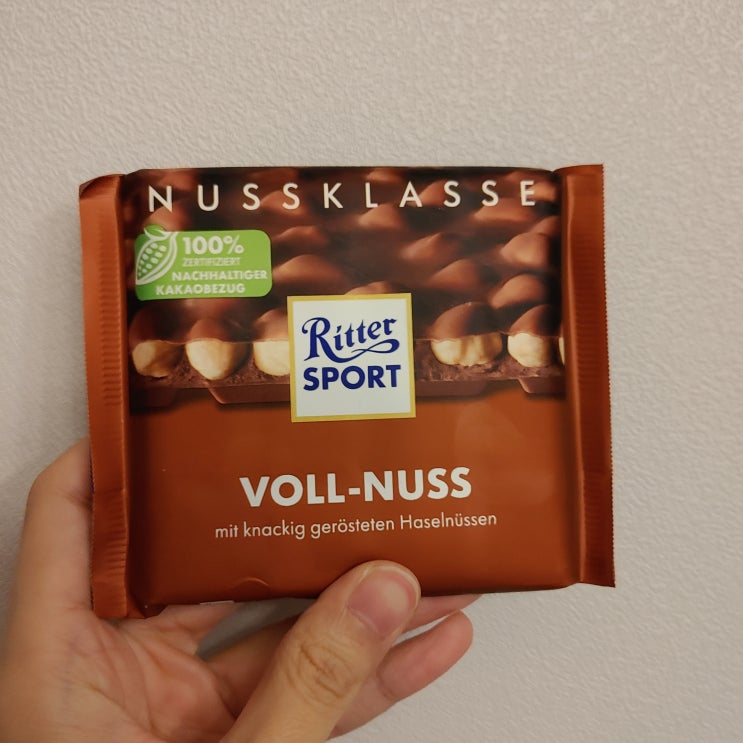 NUSSKLASSE
100%
ZERTIFIZIERT
NACHHALTIGER
KAKAOBEZUG
Ritter
SPORT
VOLL-NUSS
mit knackig gerösteten Haselnüssen